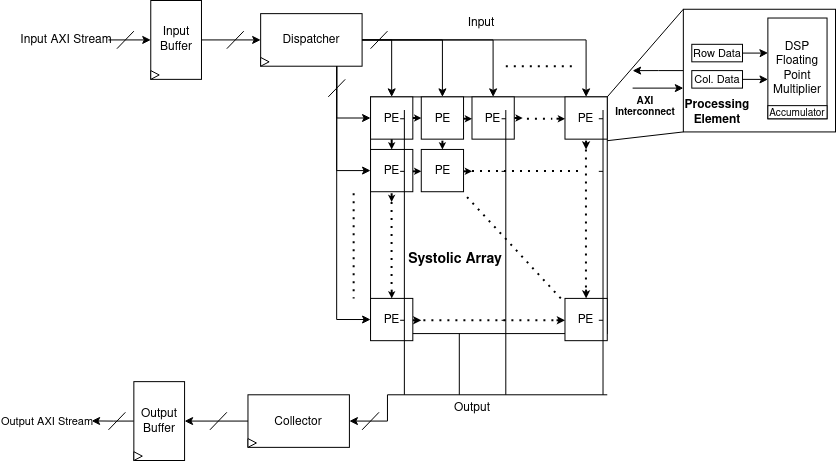 Input AXI Stream
Input
Buffer
Dispatcher
Input
Row Data
Col. Data
DSP
Floating
Point
Multiplier
Accumulator
AXI
Interconnect
Processing
Element
PE
PE
PE
PE
PE
PE
Systolic Array
PE
PE
Output AXI Stream
Output
Buffer
Collector
Output